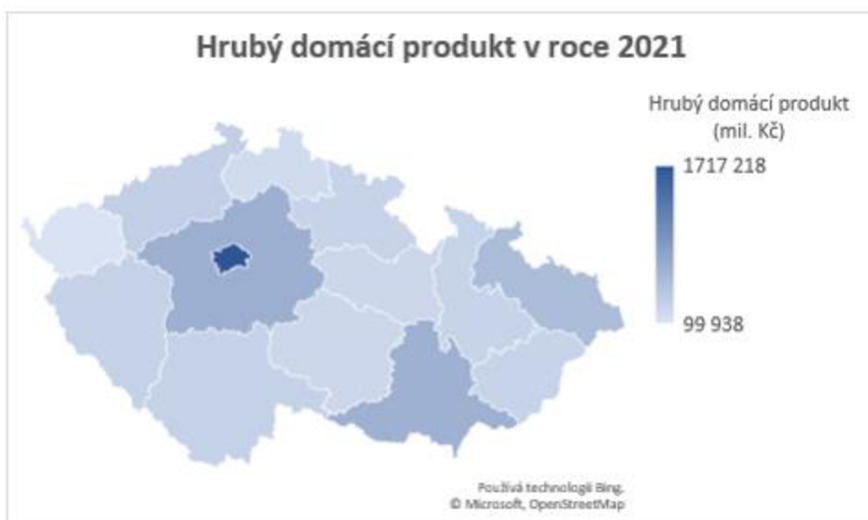 Hrubý domácí produkt v roce 2021
Hrubý domácí produkt
(mil. Kč)
1717 218
99 938
Používá technologii Bing.
© Microsoft, OpenStreetMap